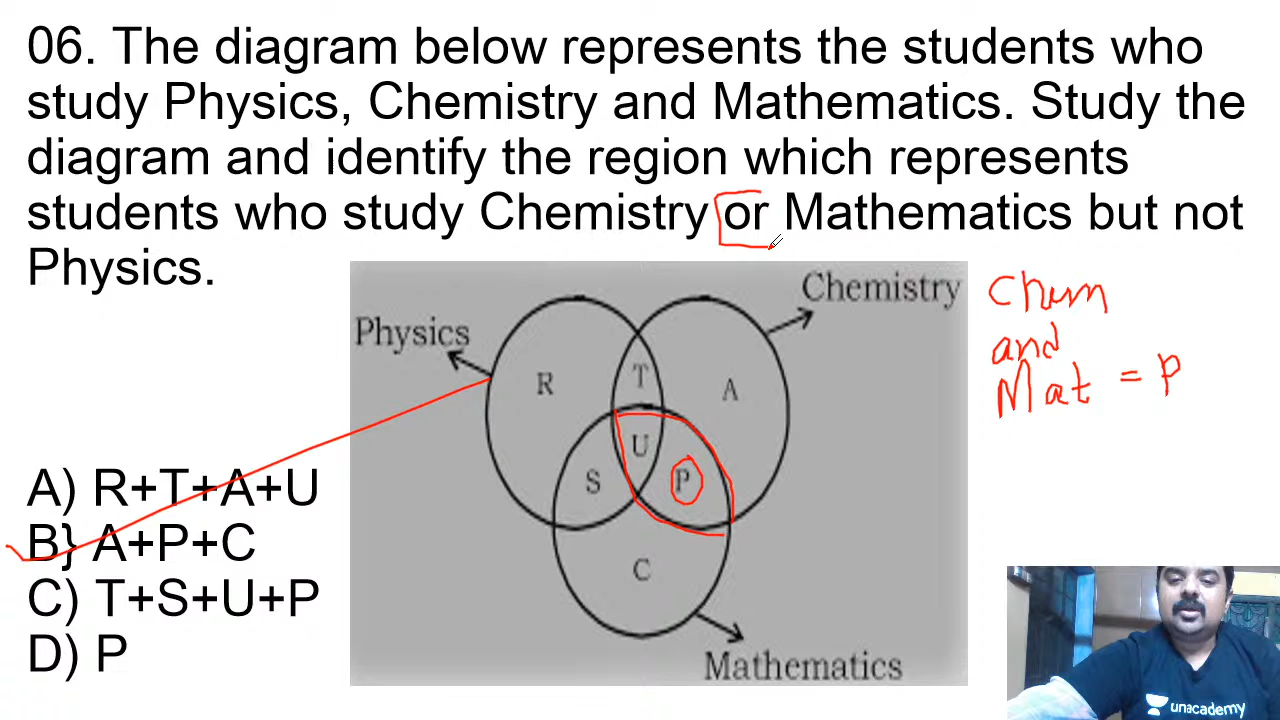 06. The diagram below represents the students who
study Physics, Chemistry and Mathematics. Study the
diagram and identify the region which represents
students who study Chemistry or Mathematics but not
Physics.
Chemistry
Physics
R
T
A
U
S
P
C
Mathematics
Chem
and
Mat = P
A) R+T+A+U
B} A+P+C
C) T+S+U+P
D) P
unacademy